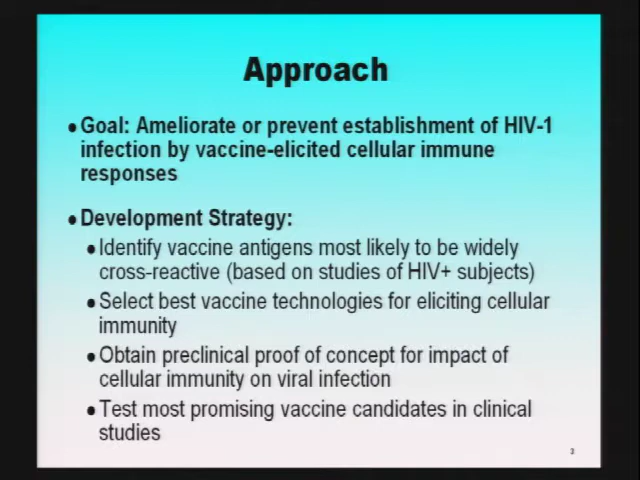 Approach
• Goal: Ameliorate or prevent establishment of HIV-1
infection by vaccine-elicited cellular immune
responses
• Development Strategy:
• Identify vaccine antigens most likely to be widely
cross-reactive (based on studies of HIV+ subjects)
• Select best vaccine technologies for eliciting cellular
immunity
• Obtain preclinical proof of concept for impact of
cellular immunity on viral infection
• Test most promising vaccine candidates in clinical
studies
3